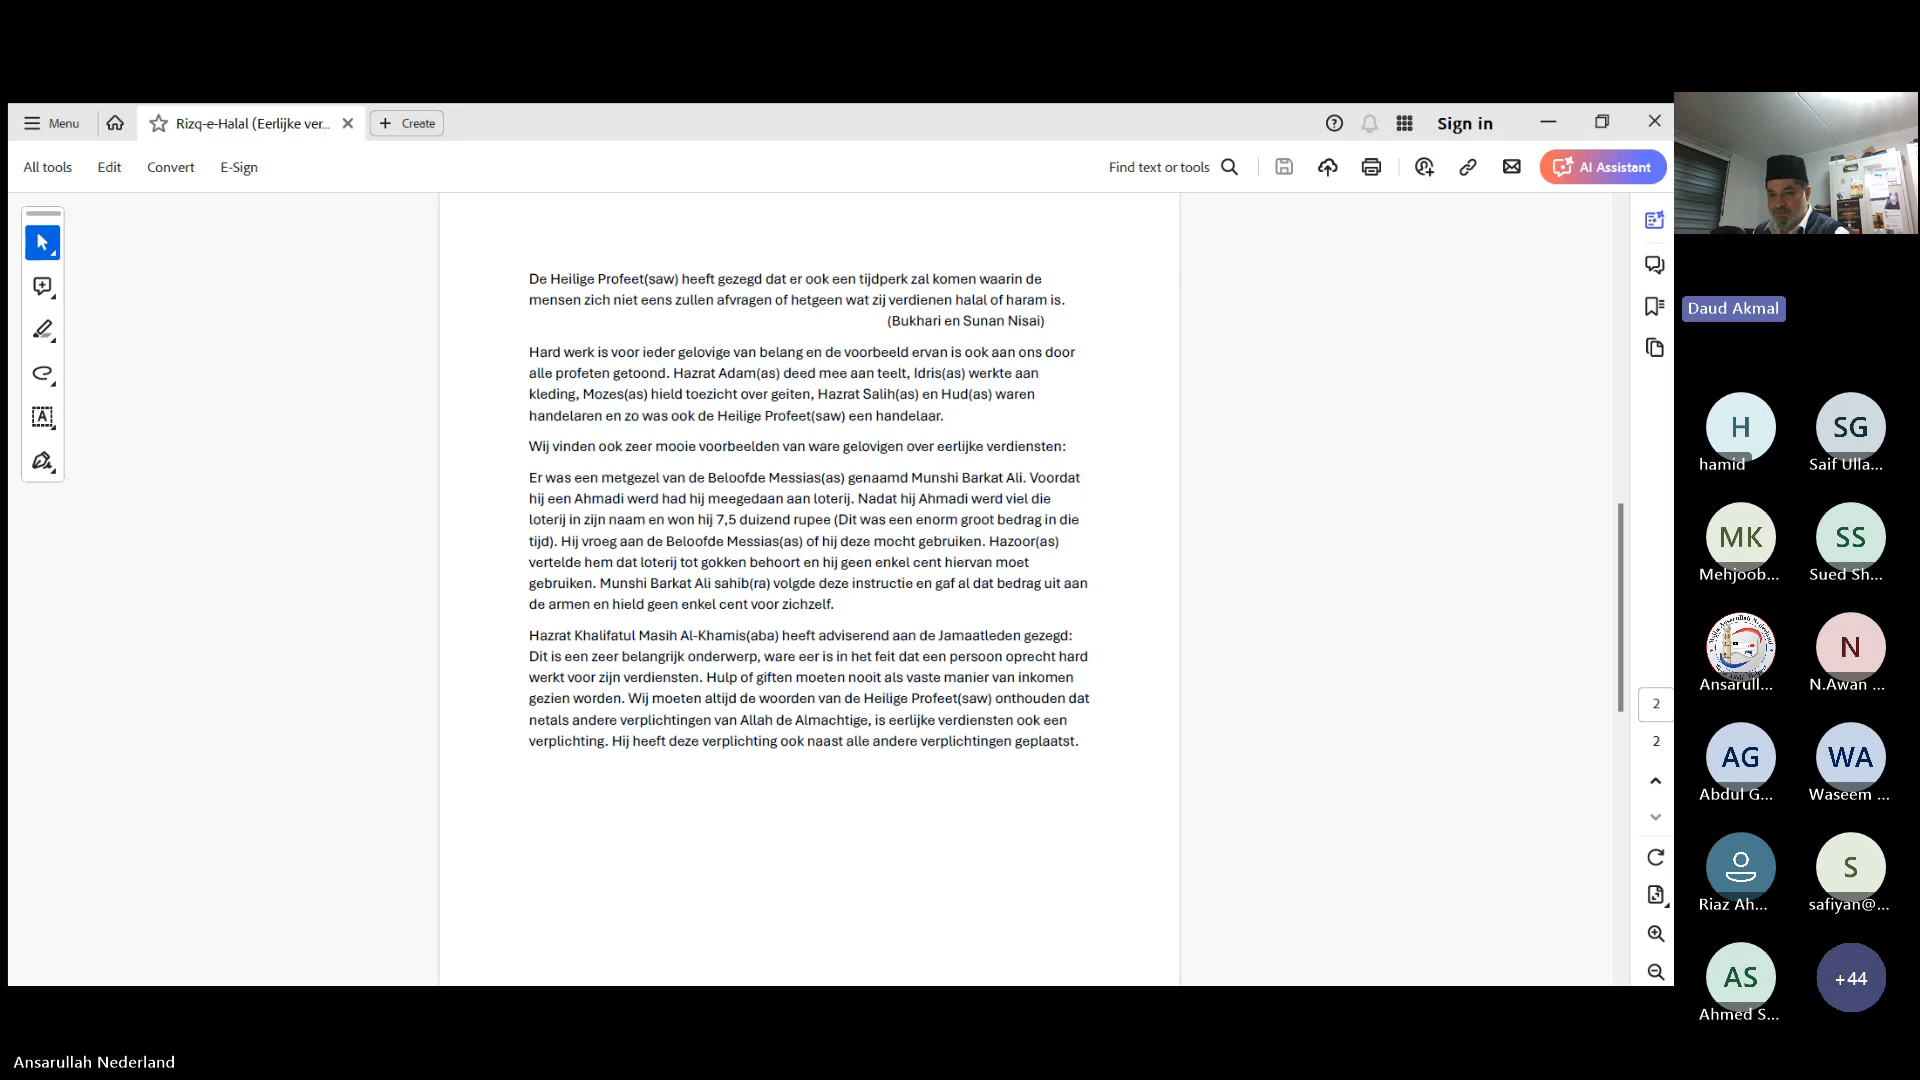 Menu
Rizq-e-Halal (Eerlijke ver...
Create
Sign in
All tools
Edit
Convert
E-Sign
Find text or tools
AI Assistant
De Heilige Profeet(saw) heeft gezegd dat er ook een tijdperk zal komen waarin de
mensen zich niet eens zullen afvragen of hetgeen wat zij verdienen halal of haram is.
(Bukhari en Sunan Nisai)
Hard werk is voor ieder gelovige van belang en de voorbeeld ervan is ook aan ons door
alle profeten getoond. Hazrat Adam(as) deed mee aan teelt, Idris(as) werkte aan
kleding, Mozes(as) hield toezicht over geiten, Hazrat Salih(as) en Hud(as) waren
handelaren en zo was ook de Heilige Profeet(saw) een handelaar.
Wij vinden ook zeer mooie voorbeelden van ware gelovigen over eerlijke verdiensten:
Er was een metgezel van de Beloofde Messias(as) genaamd Munshi Barkat Ali. Voordat
hij een Ahmadi werd had hij meegedaan aan loterij. Nadat hij Ahmadi werd viel die
loterij in zijn naam en won hij 7,5 duizend rupee (Dit was een enorm groot bedrag in die
tijd). Hij vroeg aan de Beloofde Messias(as) of hij deze mocht gebruiken. Hazoor(as)
vertelde hem dat loterij tot gokken behoort en hij geen enkel cent hiervan moet
gebruiken. Munshi Barkat Ali sahib(ra) volgde deze instructie en gaf al dat bedrag uit aan
de armen en hield geen enkel cent voor zichzelf.
Hazrat Khalifatul Masih Al-Khamis(aba) heeft adviserend aan de Jamaatleden gezegd:
Dit is een zeer belangrijk onderwerp, ware eer is in het feit dat een persoon oprecht hard
werkt voor zijn verdiensten. Hulp of giften moeten nooit als vaste manier van inkomen
gezien worden. Wij moeten altijd de woorden van de Heilige Profeet(saw) onthouden dat
netals andere verplichtingen van Allah de Almachtige, is eerlijke verdiensten ook een
verplichting. Hij heeft deze verplichting ook naast alle andere verplichtingen geplaatst.
2
2
Daud Akmal
H
hamid
SG
Saif Ulla...
MK
Mehjoob...
SS
Sued Sh...
Ansarull...
N
N.Awan ...
AG
Abdul G...
WA
Waseem ...
Riaz Ah...
S
safiyan@...
AS
Ahmed S...
+44
Ansarullah Nederland